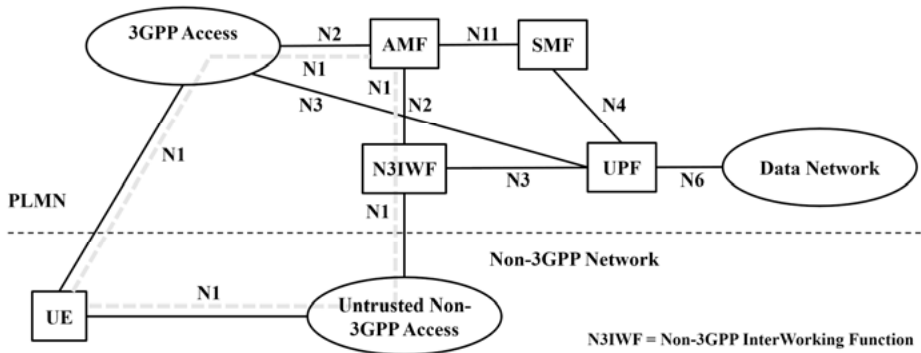 3GPP Access
N2
AMF
N11
SMF
N1
N1
N3
N2
N4
N1
N3IWF
N3
UPF
N6
Data Network
PLMN
N1
Non-3GPP Network
N1
UE
Untrusted Non-
3GPP Access
N3IWF = Non-3GPP InterWorking Function